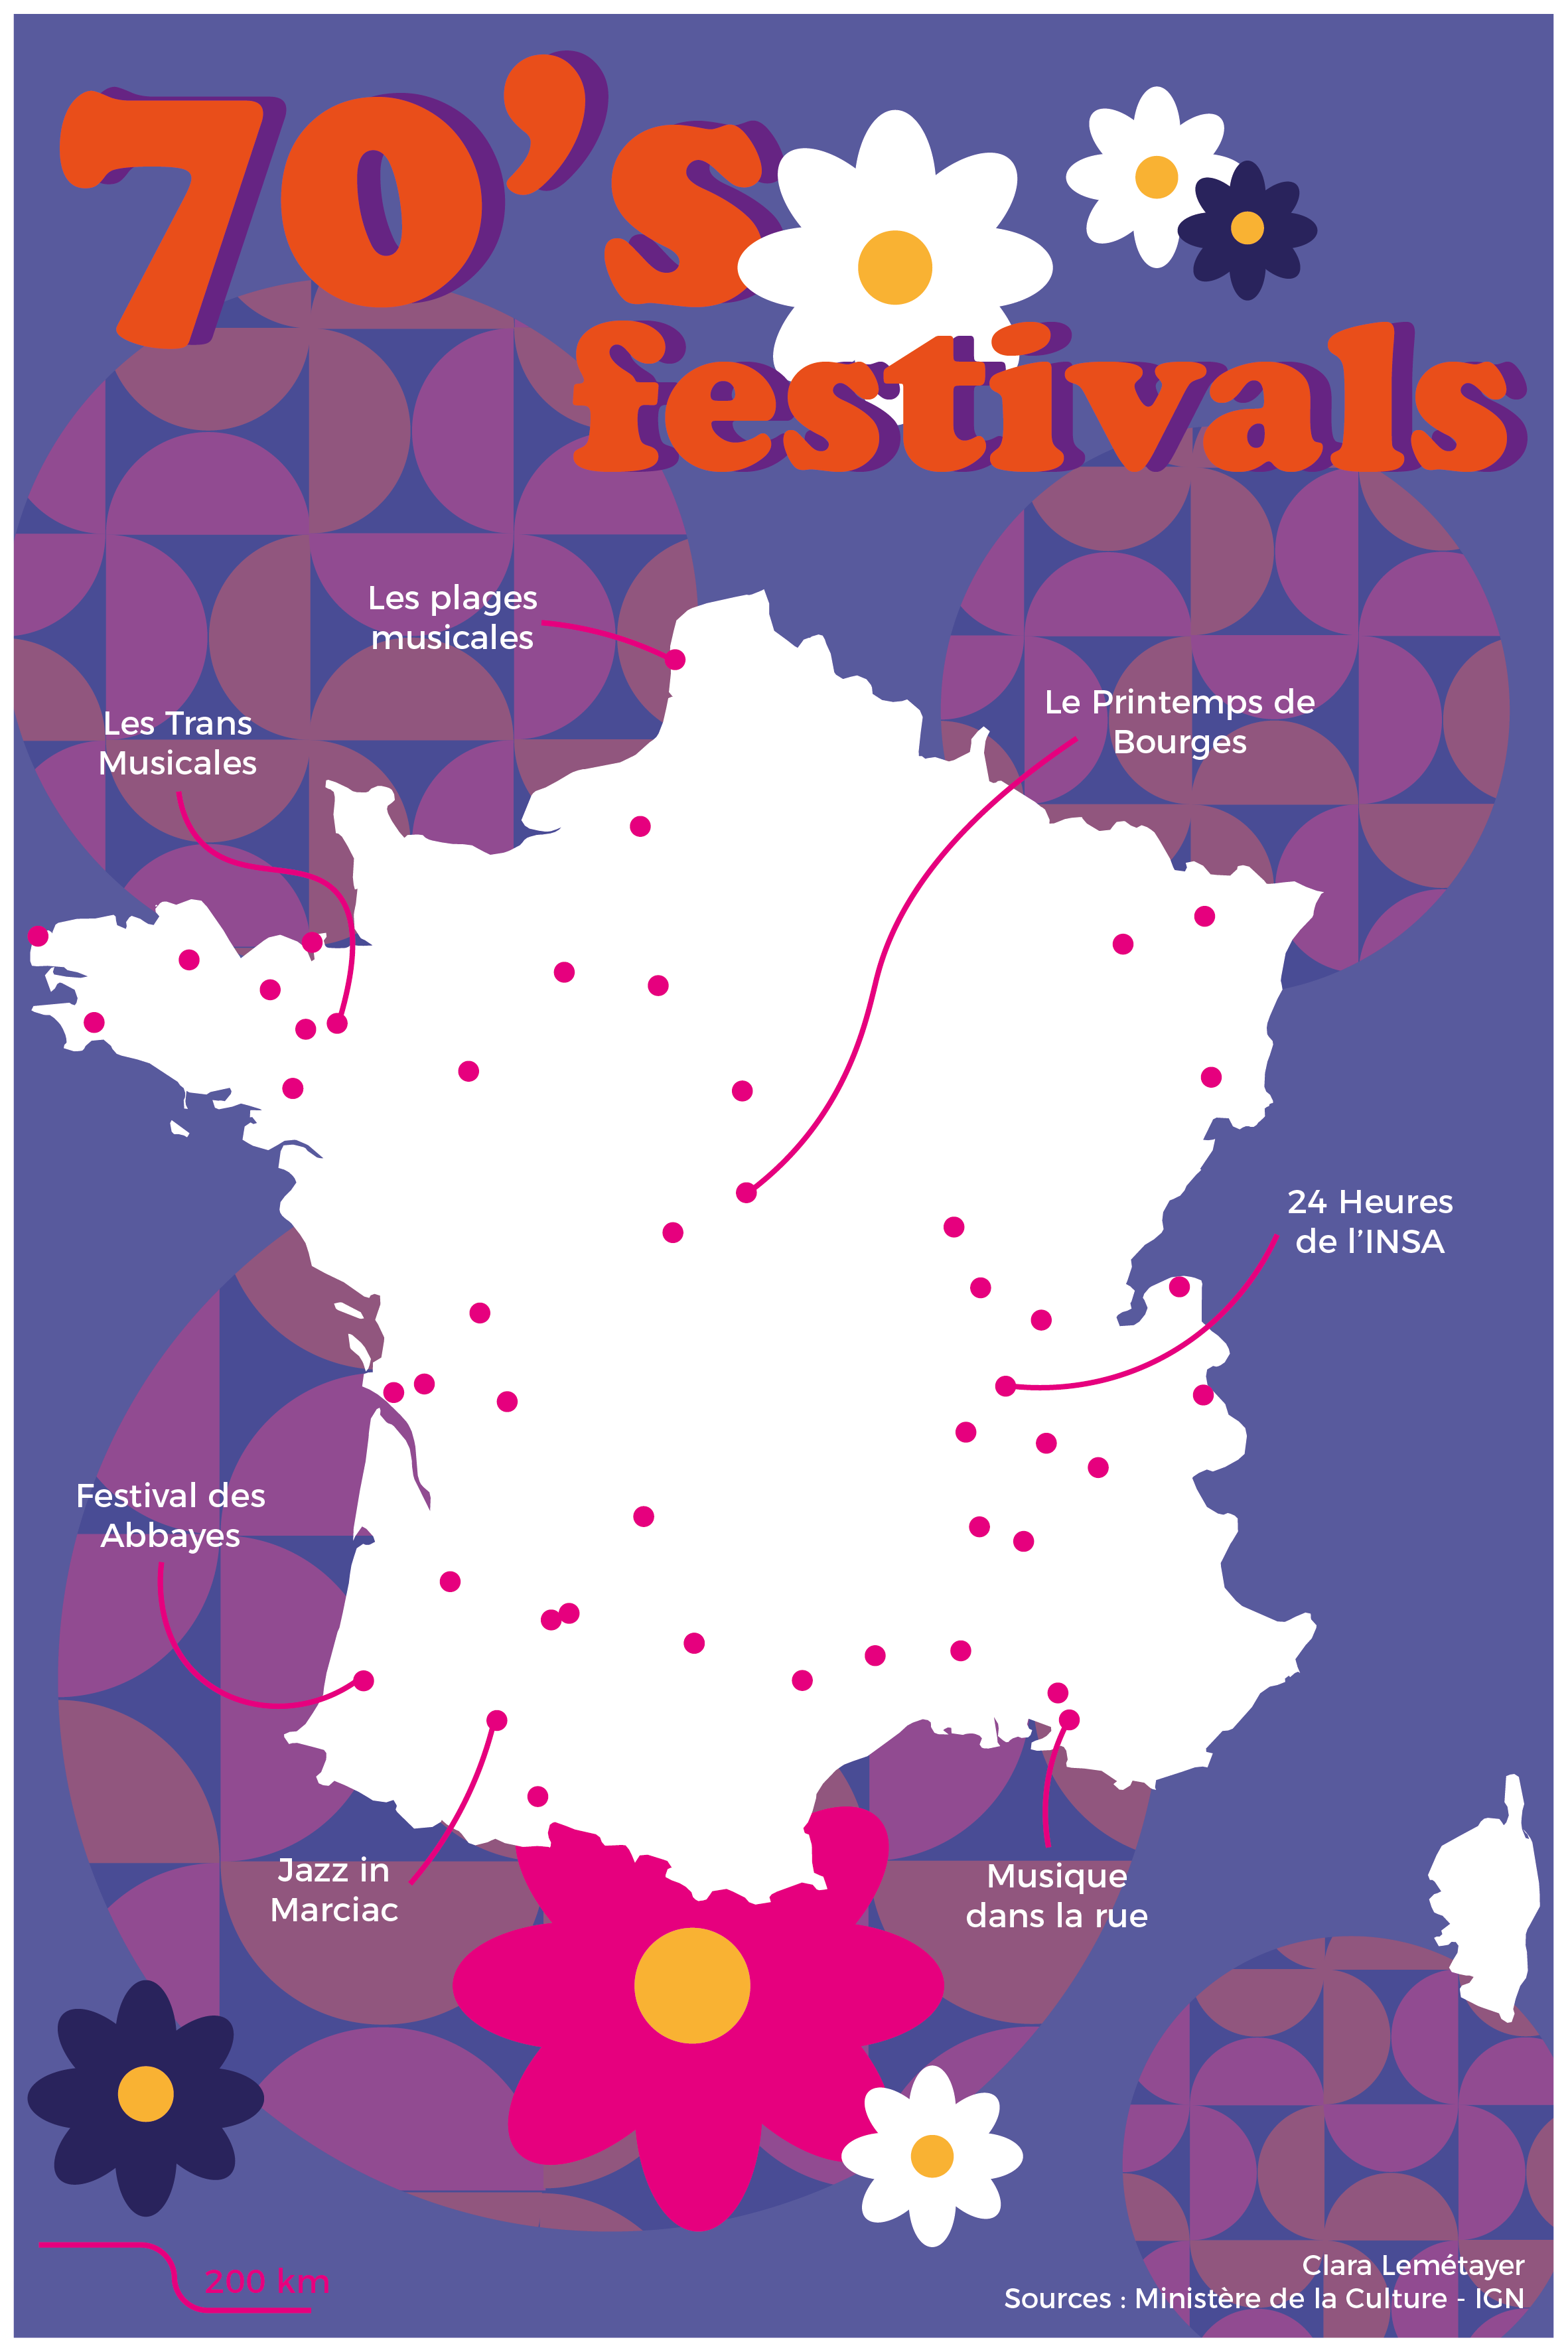 70's
festivals
Les plages
musicales
Les Trans
Musicales
Le Printemps de
Bourges
24 Heures
de l'INSA
Festival des
Abbayes
Jazz in
Marciac
Musique
dans la rue
200 km
Clara Lemétayer
Sources : Ministère de la Culture - IGN